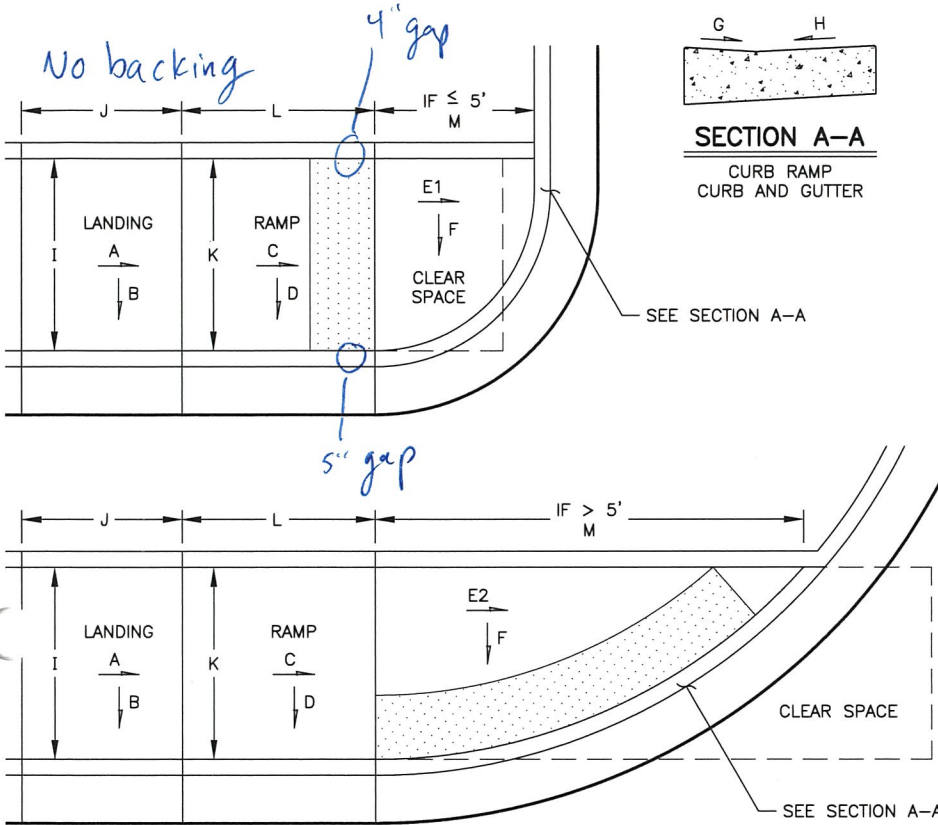 4" gap
No backing
J
L
IF ≤ 5'
M
G
H
SECTION A-A
CURB RAMP
CURB AND GUTTER
I
LANDING
A
B
K
RAMP
C
D
E1
F
CLEAR
SPACE
SEE SECTION A-A
5" gap
J
L
IF > 5'
M
I
LANDING
A
B
K
RAMP
C
D
E2
F
CLEAR SPACE
SEE SECTION A-A